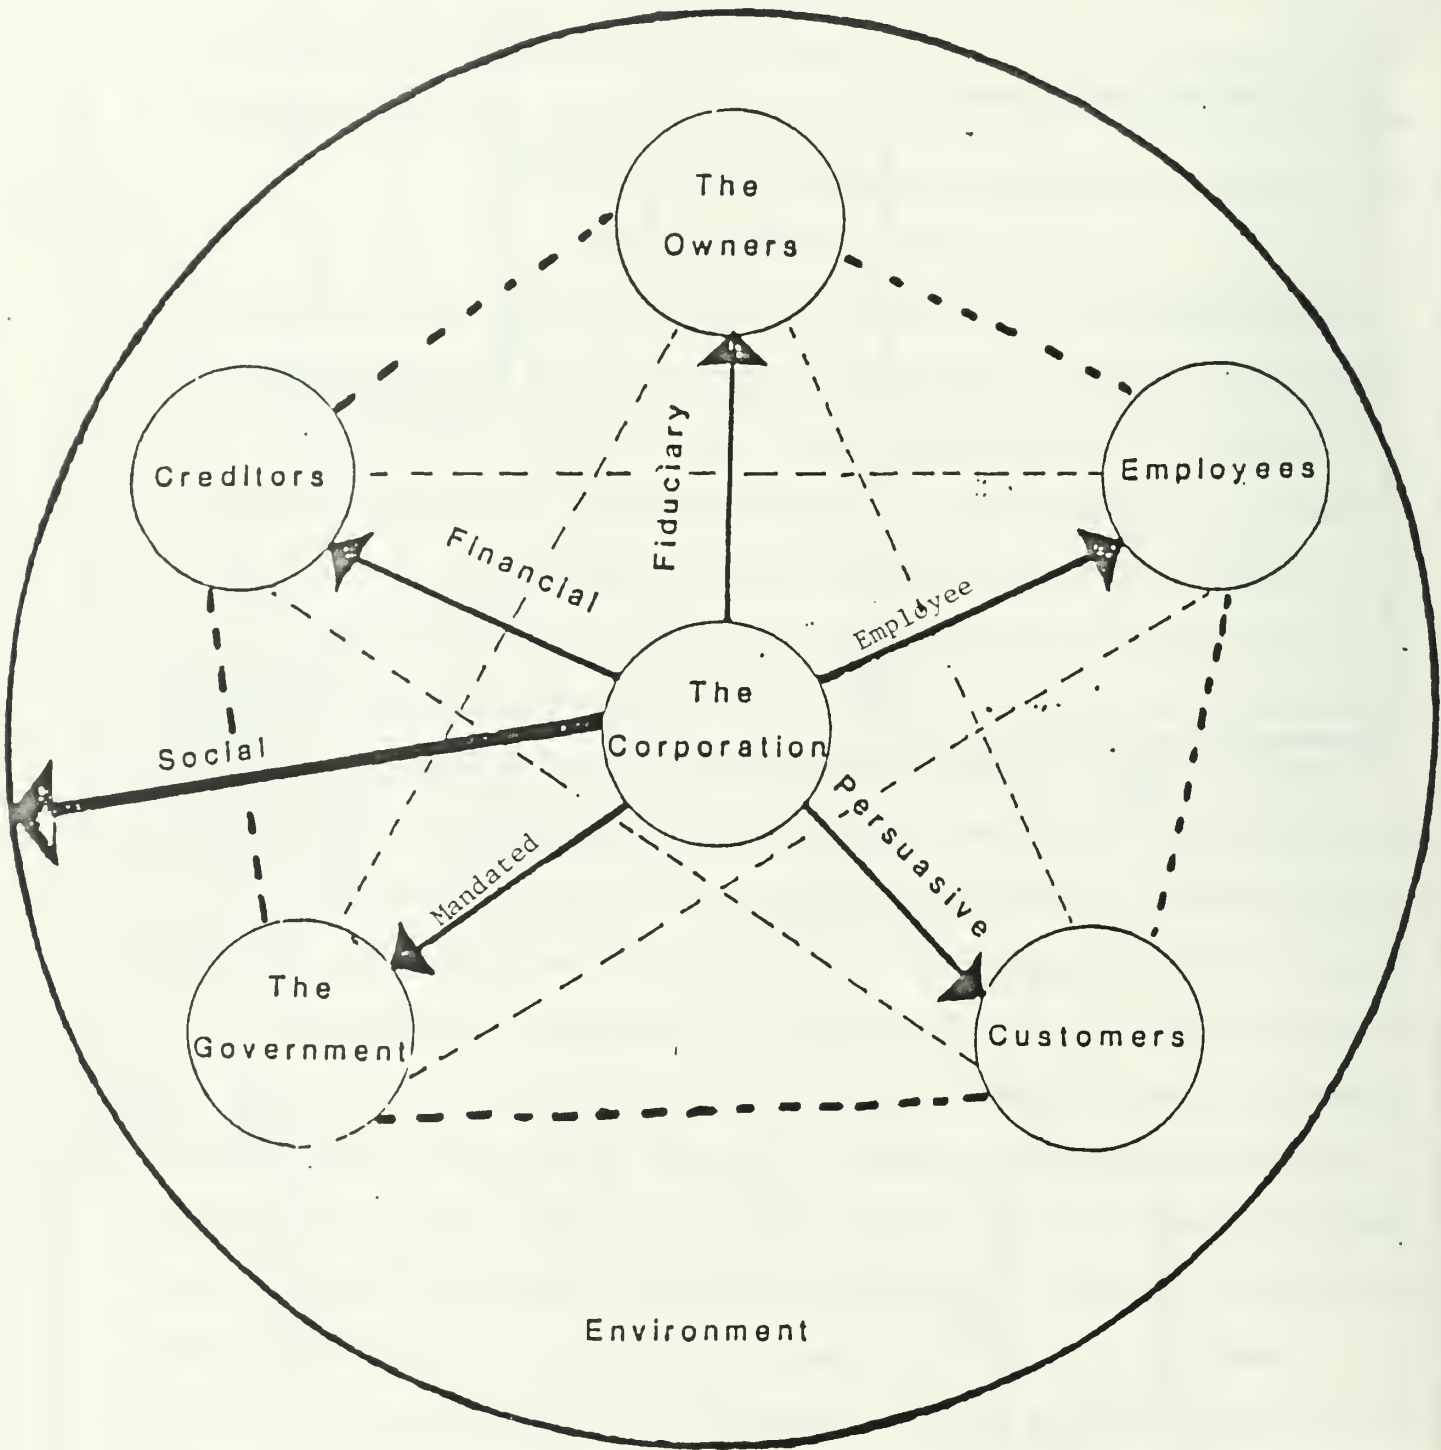 The
Owners
Creditors
Employees
Fiduciary
Financial
Employee
The
Corporation
Social
Persuasive
Mandated
The
Government
Customers
Environment